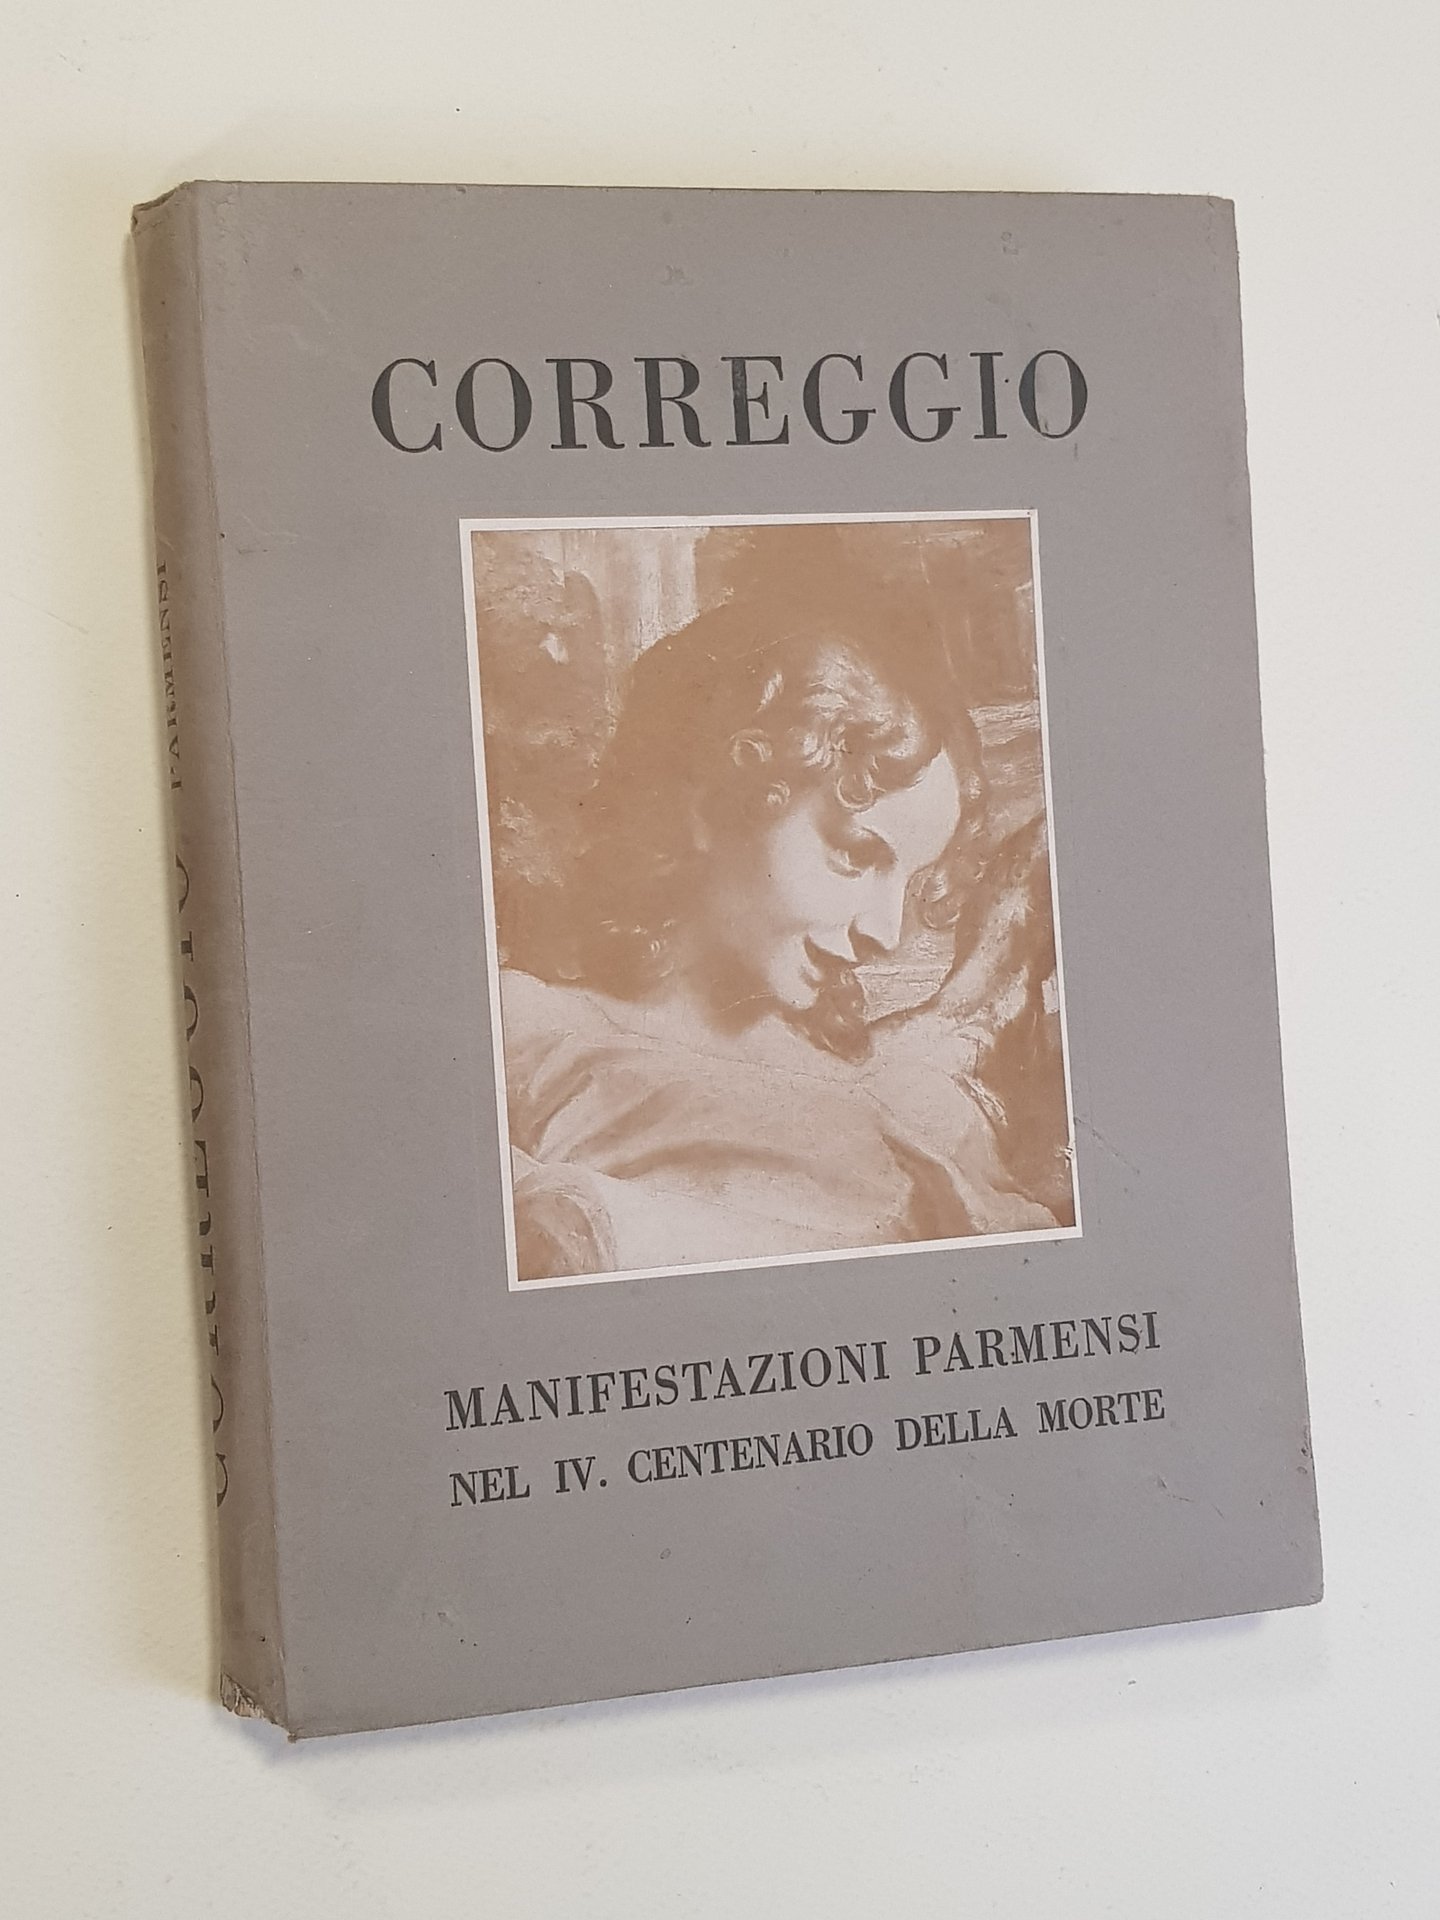 CORREGGIO
MANIFESTAZIONI PARMENSI
NEL IV. CENTENARIO DELLA MORTE
CORREGGIO PARMENSI